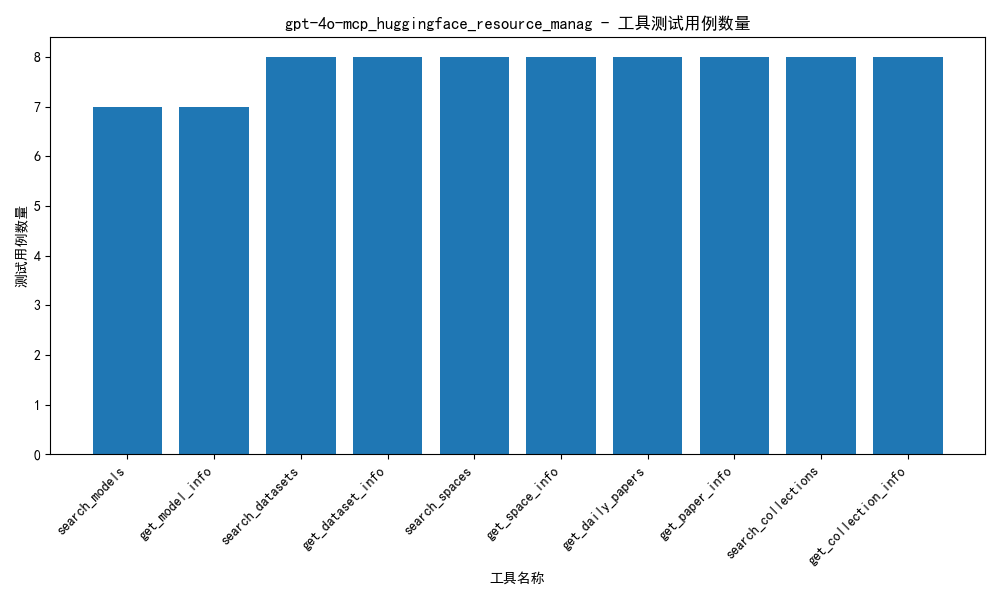 gpt-4o-mcp_huggingface_resource_manag - 工具测试用例数量
测试用例数量
8
7
6
5
4
3
2
1
0
search_models
get_model_info
search_datasets
get_dataset_info
search_spaces
get_space_info
get_daily_papers
get_paper_info
search_collections
get_collection_info
工具名称